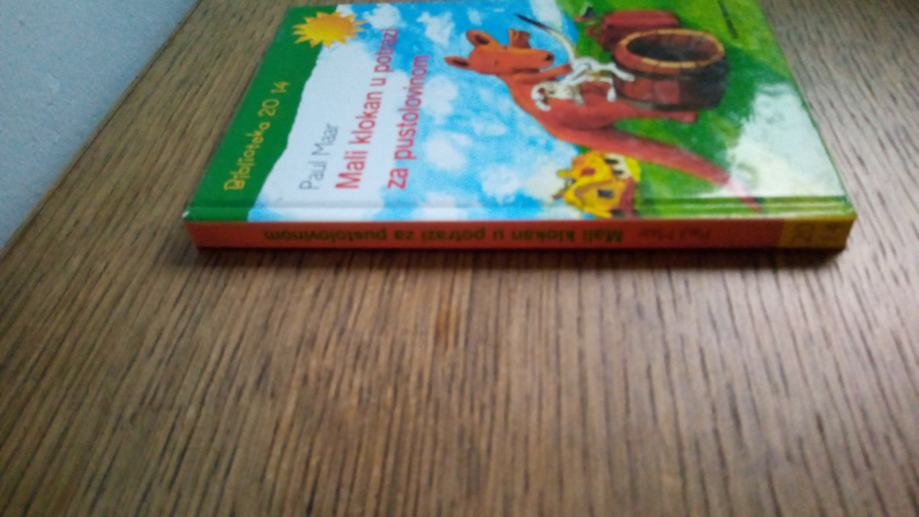 Biblioteka 20 14
Paul Maar
Mali klokan u potrazi
za pustolovinom
Paul Maar Mali klokan u potrazi za pustolovinom